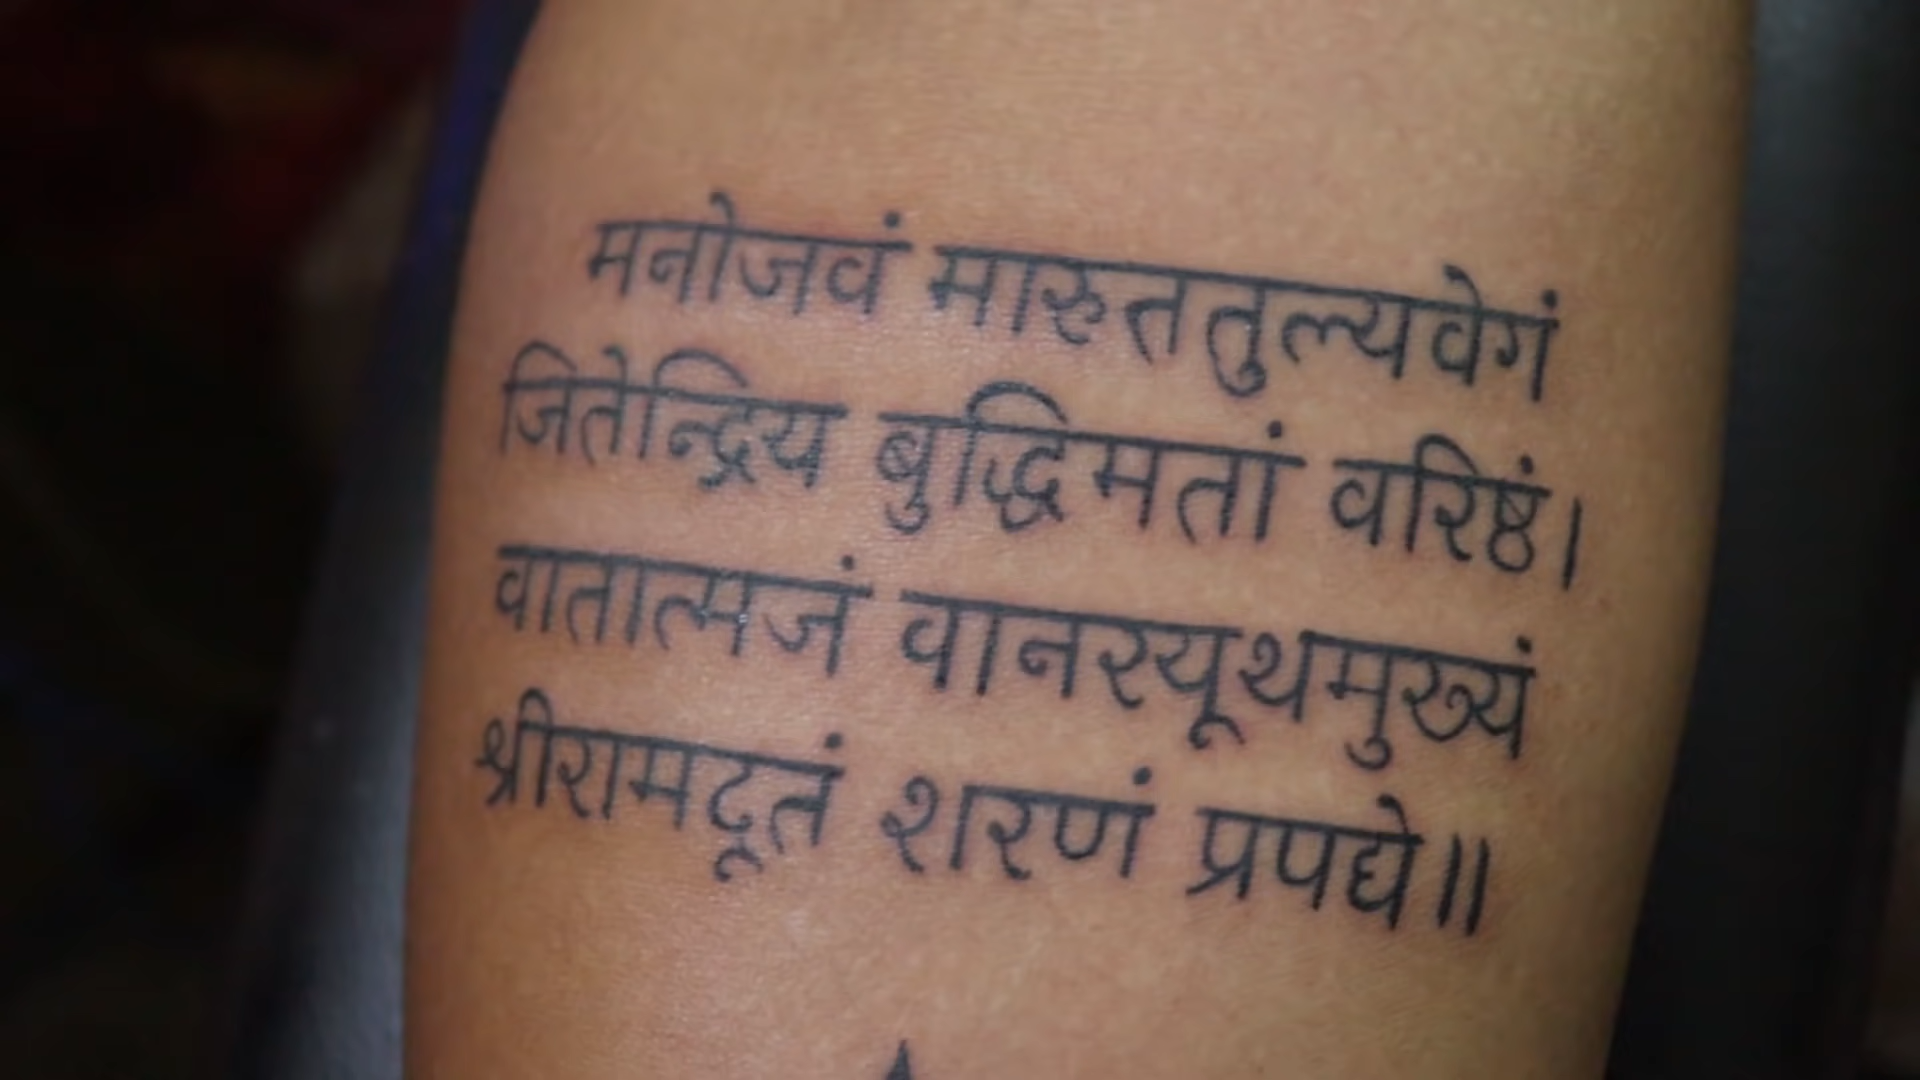 मनोजवं मारुततुल्यवेगं
जितेन्द्रिय बुद्धिमतां वरिष्ठं।
वातात्मजं वानरयूथमुख्यं
श्रीरामदूतं शरणं प्रपद्ये॥